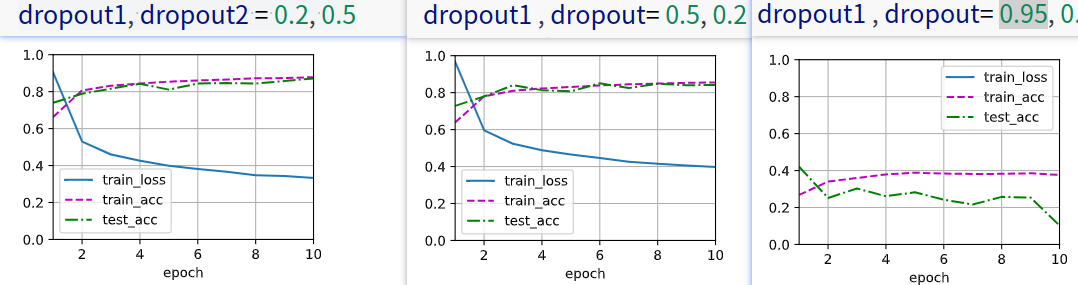 dropout1, dropout2 = 0.2, 0.5
1.0
0.8
0.6
0.4
0.2
0.0
train_loss
train_acc
test_acc
2 4 6 8 10
epoch
dropout1 , dropout= 0.5, 0.2
1.0
0.8
0.6
0.4
0.2
0.0
train_loss
train_acc
test_acc
2 4 6 8 10
epoch
dropout1 , dropout= 0.95, 0.
1.0
0.8
0.6
0.4
0.2
0.0
train_loss
train_acc
test_acc
2 4 6 8 10
epoch